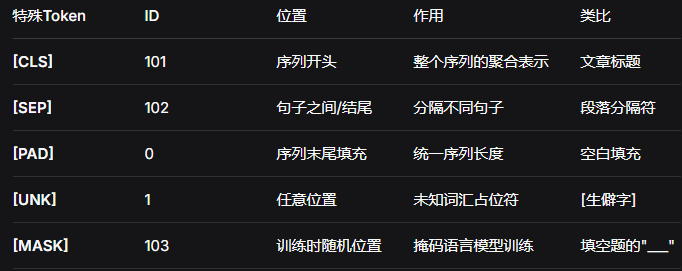 特殊Token ID 位置 作用 类比
[CLS] 101 序列开头 整个序列的聚合表示 文章标题
[SEP] 102 句子之间/结尾 分隔不同句子 段落分隔符
[PAD] 0 序列末尾填充 统一序列长度 空白填充
[UNK] 1 任意位置 未知词汇占位符 [生僻字]
[MASK] 103 训练时随机位置 掩码语言模型训练 填空题的"___"